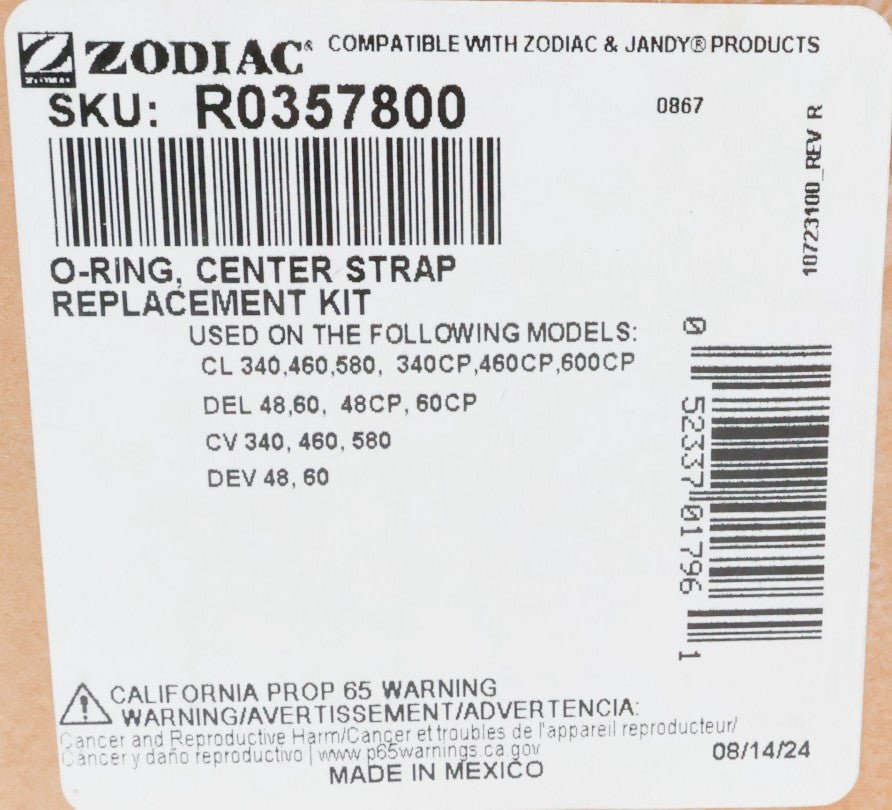 ZODIAC® COMPATIBLE WITH ZODIAC & JANDY® PRODUCTS
SKU: R0357800
0867
10723100_REV R
O-RING, CENTER STRAP
REPLACEMENT KIT
USED ON THE FOLLOWING MODELS:
CL 340,460,580, 340CP,460CP,600CP
DEL 48,60, 48CP, 60CP
CV 340, 460, 580
DEV 48, 60
0 52337 01796 1
CALIFORNIA PROP 65 WARNING
WARNING/AVERTISSEMENT/ADVERTENCIA:
Cancer and Reproductive Harm/Cancer et troubles de l'appareil reproducteur/
Cáncer y daño reproductivo | www.p65warnings.ca.gov
08/14/24
MADE IN MEXICO